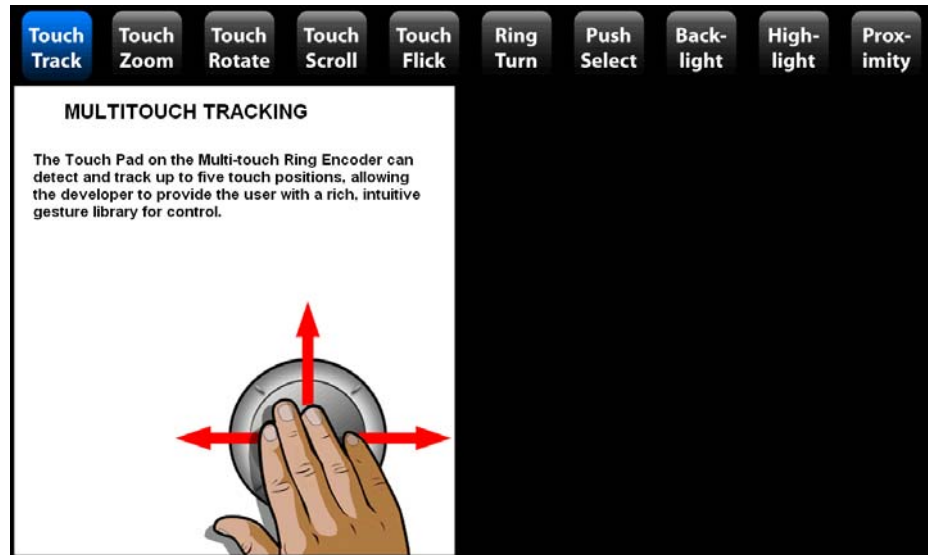 Touch Track
Touch Zoom
Touch Rotate
Touch Scroll
Touch Flick
Ring Turn
Push Select
Back-light
High-light
Prox-imity
MULTITOUCH TRACKING
The Touch Pad on the Multi-touch Ring Encoder can
detect and track up to five touch positions, allowing
the developer to provide the user with a rich, intuitive
gesture library for control.